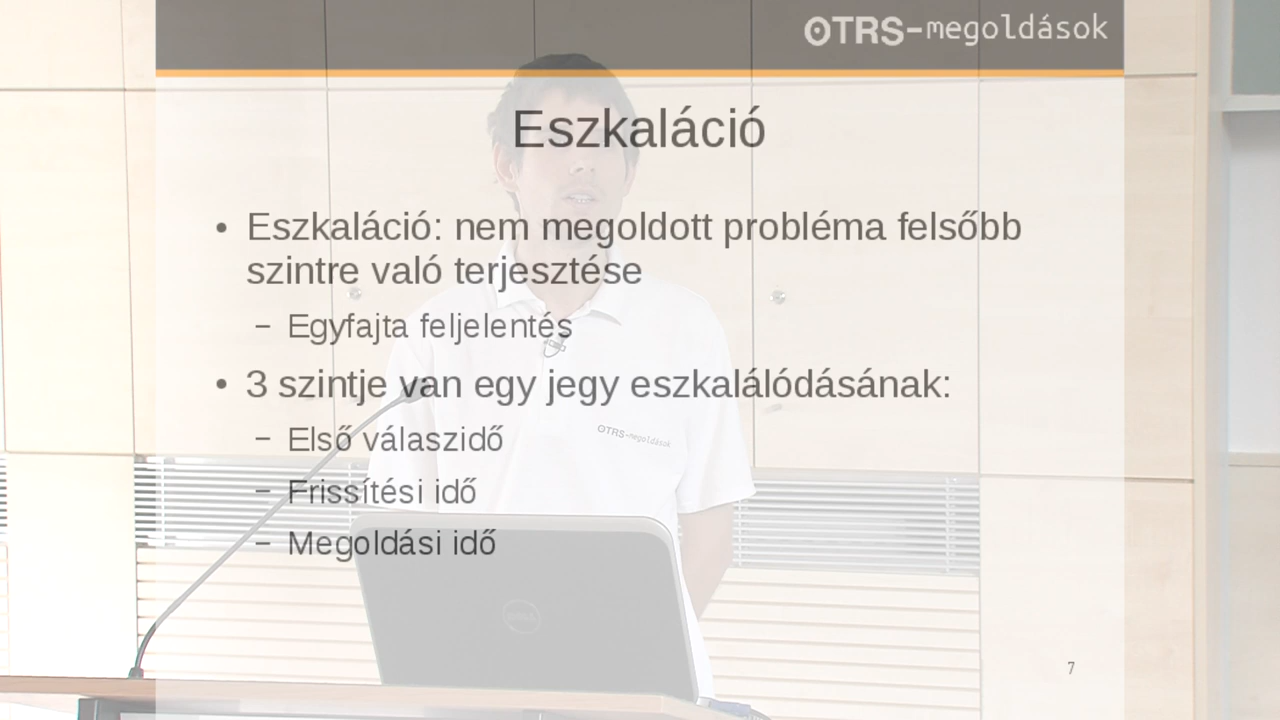 OTRS-megoldások
Eszkaláció
• Eszkaláció: nem megoldott probléma felsőbb
szintre való terjesztése
– Egyfajta feljelentés
• 3 szintje van egy jegy eszkalálódásának:
– Első válaszidő
OTRS-megoldások
– Frissítési idő
– Megoldási idő
DELL
7